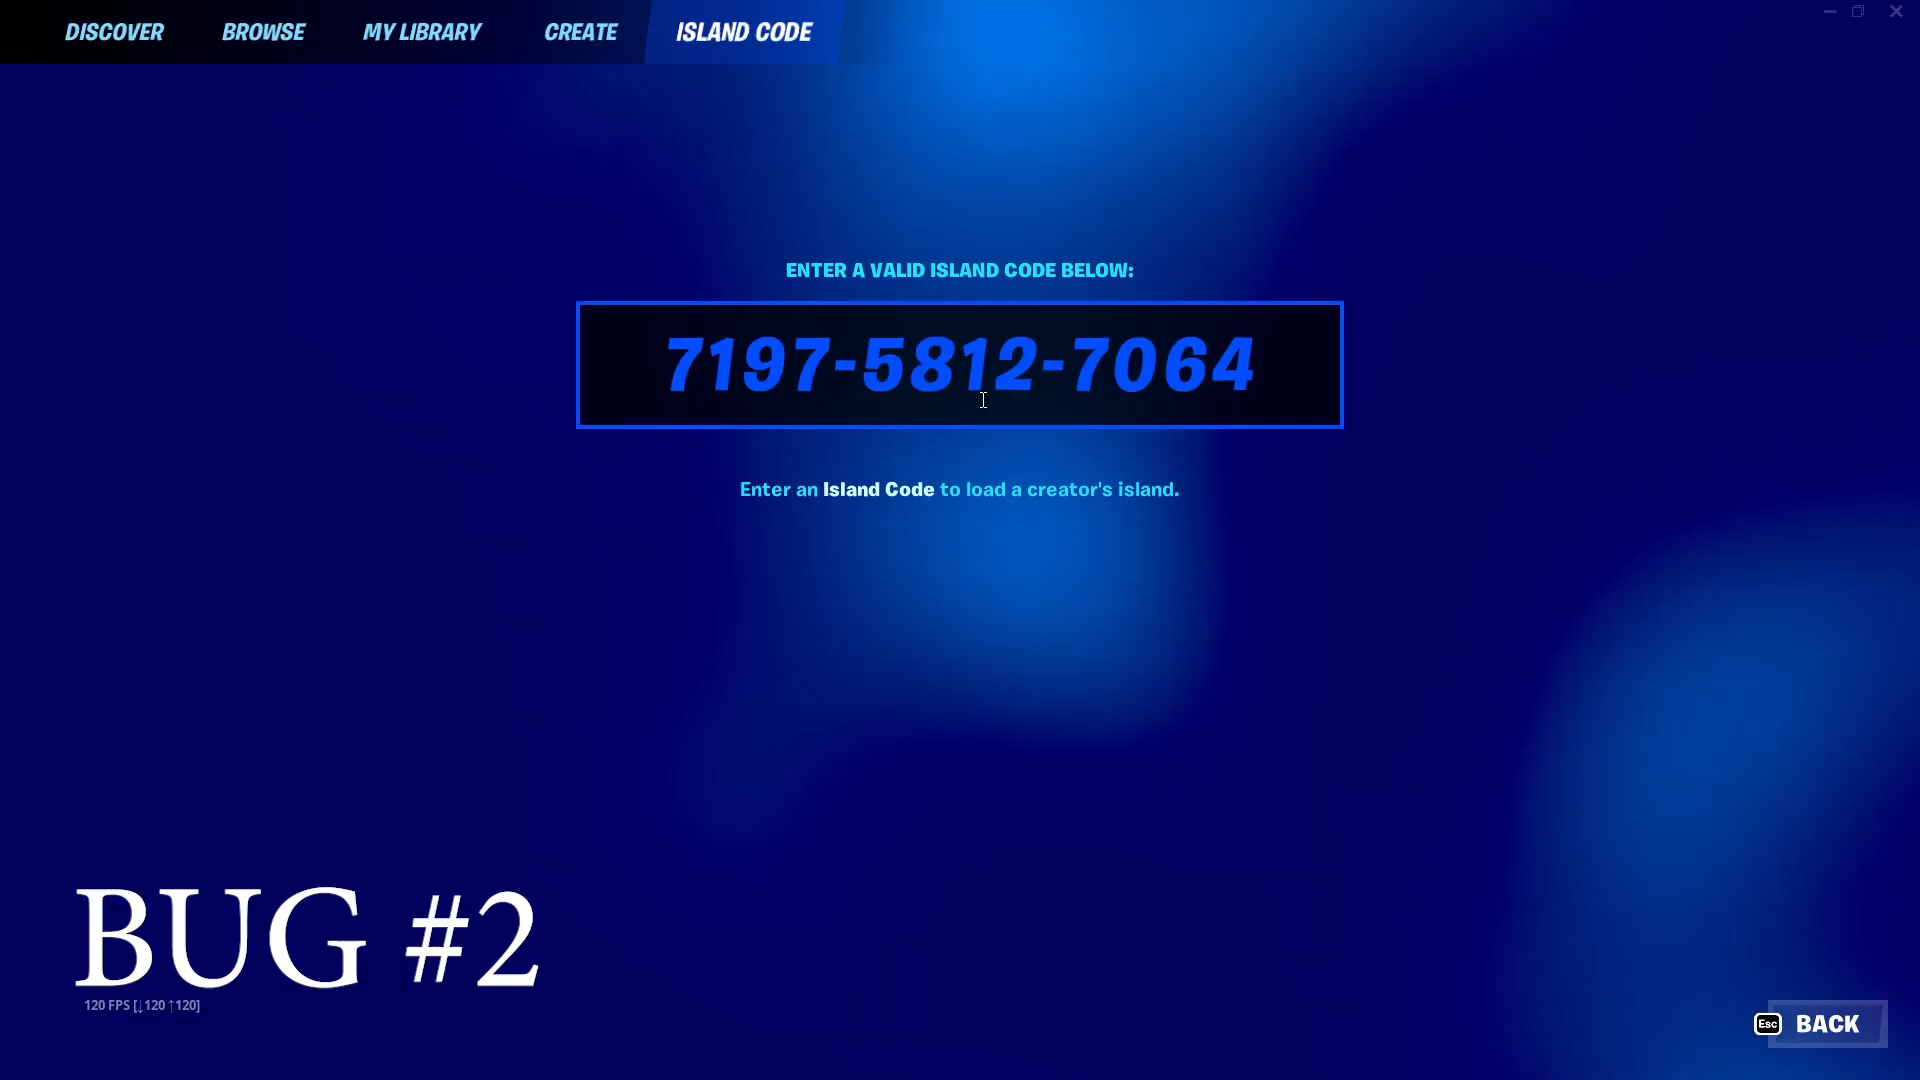 DISCOVER BROWSE MY LIBRARY CREATE ISLAND CODE
ENTER A VALID ISLAND CODE BELOW:
7197-5812-7064
Enter an Island Code to load a creator's island.
BUG #2
120 FPS [↓120 ↑120]
Esc BACK